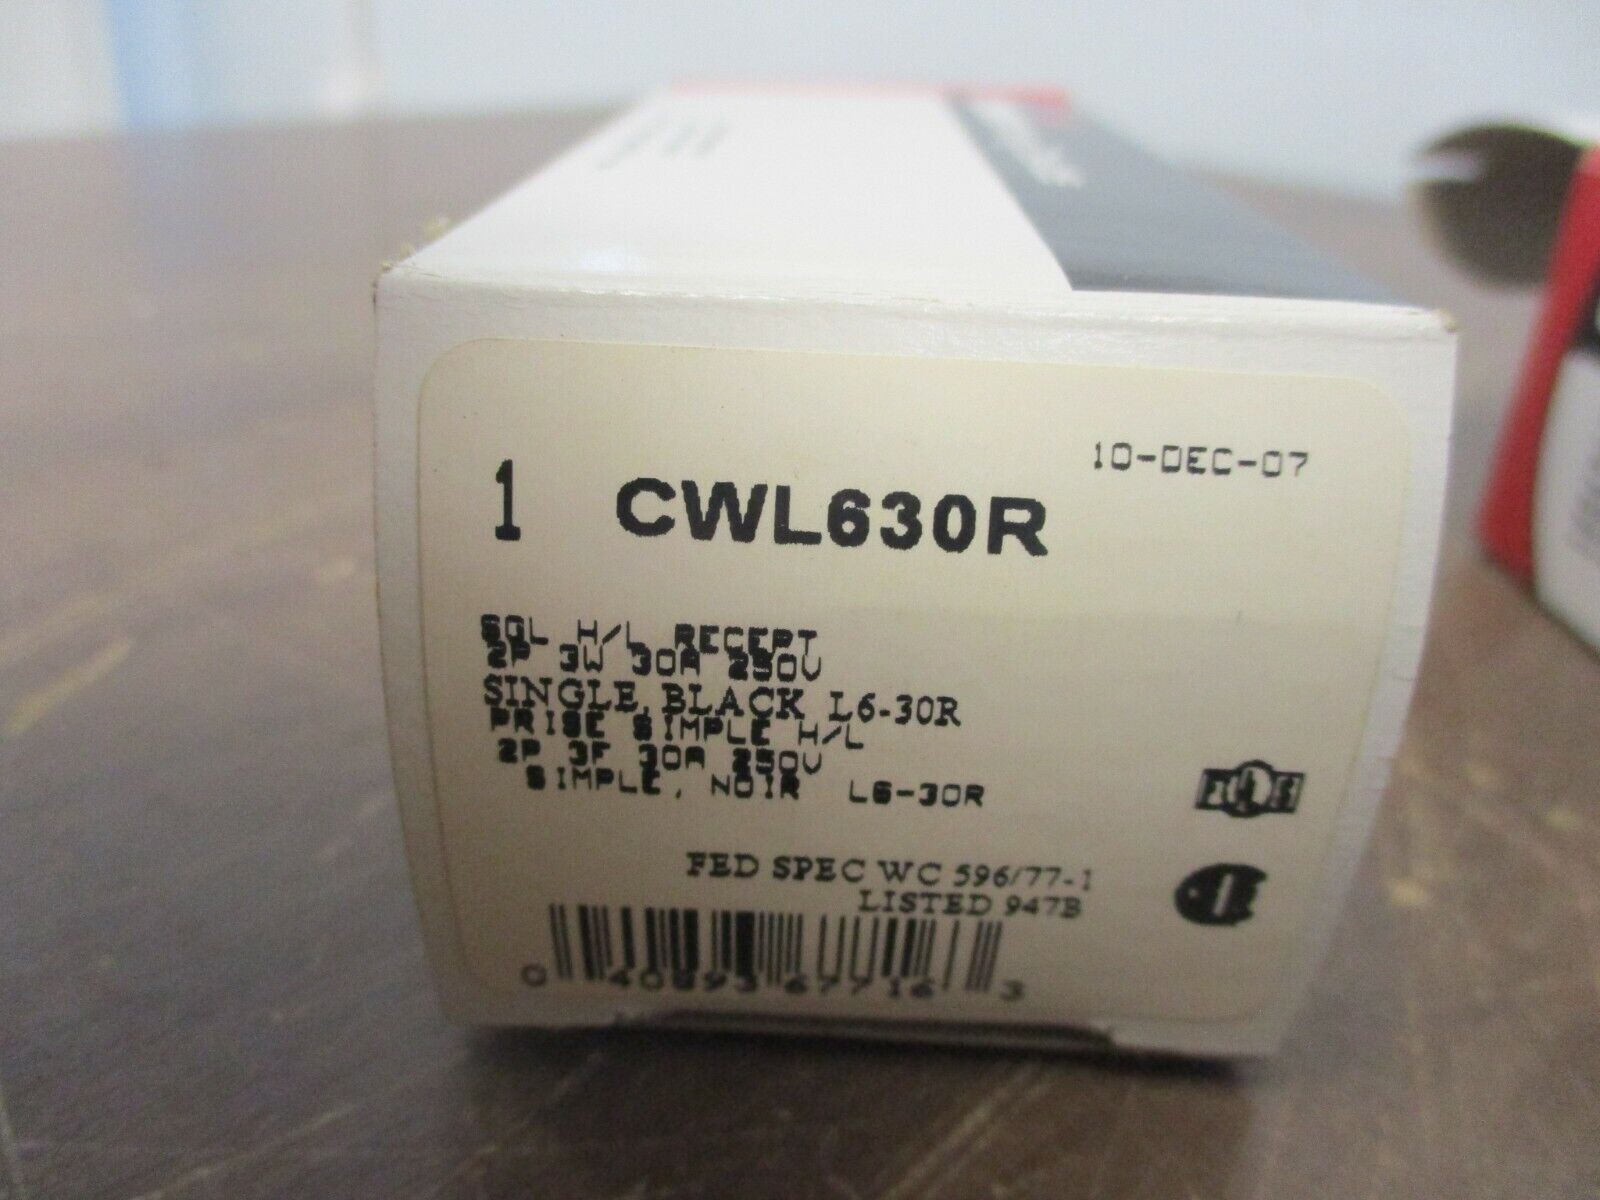 10-DEC-07
1 CWL630R
SGL H/L RECEPT
2P 3W 30A 250V
SINGLE, BLACK L6-30R
PRISE SIMPLE H/L
2P 3F 30A 250V
SIMPLE, NOIR L6-30R
FED SPEC WC 596/77-1
LISTED 947B
0 40893 67716 3